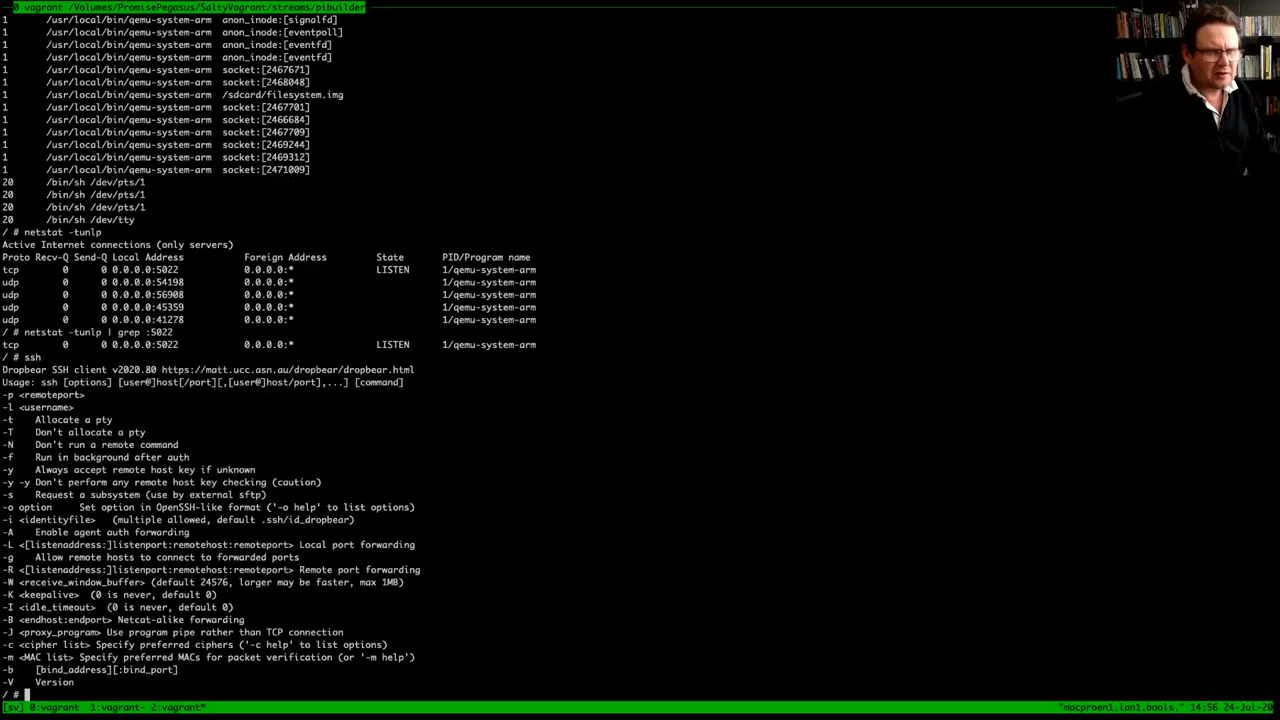 0 vagrant /Volumes/PromisePegasus/SaltyVagrant/streams/pibuilder
1 /usr/local/bin/qemu-system-arm anon_inode:[signalfd]
1 /usr/local/bin/qemu-system-arm anon_inode:[eventpoll]
1 /usr/local/bin/qemu-system-arm anon_inode:[eventfd]
1 /usr/local/bin/qemu-system-arm anon_inode:[eventfd]
1 /usr/local/bin/qemu-system-arm socket:[2467671]
1 /usr/local/bin/qemu-system-arm socket:[2468048]
1 /usr/local/bin/qemu-system-arm /sdcard/filesystem.img
1 /usr/local/bin/qemu-system-arm socket:[2467701]
1 /usr/local/bin/qemu-system-arm socket:[2466684]
1 /usr/local/bin/qemu-system-arm socket:[2467709]
1 /usr/local/bin/qemu-system-arm socket:[2469244]
1 /usr/local/bin/qemu-system-arm socket:[2469312]
1 /usr/local/bin/qemu-system-arm socket:[2471009]
20 /bin/sh /dev/pts/1
20 /bin/sh /dev/pts/1
20 /bin/sh /dev/pts/1
20 /bin/sh /dev/tty
/ # netstat -tunlp
Active Internet connections (only servers)
Proto Recv-Q Send-Q Local Address Foreign Address State PID/Program name
tcp 0 0 0.0.0.0:5022 0.0.0.0:* LISTEN 1/qemu-system-arm
udp 0 0 0.0.0.0:54198 0.0.0.0:* 1/qemu-system-arm
udp 0 0 0.0.0.0:56908 0.0.0.0:* 1/qemu-system-arm
udp 0 0 0.0.0.0:45359 0.0.0.0:* 1/qemu-system-arm
udp 0 0 0.0.0.0:41278 0.0.0.0:* 1/qemu-system-arm
/ # netstat -tunlp | grep :5022
tcp 0 0 0.0.0.0:5022 0.0.0.0:* LISTEN 1/qemu-system-arm
/ # ssh
Dropbear SSH client v2020.80 https://matt.ucc.asn.au/dropbear/dropbear.html
Usage: ssh [options] [user@]host[/port][,[user@]host/port],...] [command]
-p <remoteport>
-l <username>
-t Allocate a pty
-T Don't allocate a pty
-N Don't run a remote command
-f Run in background after auth
-y Always accept remote host key if unknown
-y -y Don't perform any remote host key checking (caution)
-s Request a subsystem (use by external sftp)
-o option Set option in OpenSSH-like format ('-o help' to list options)
-i <identityfile> (multiple allowed, default .ssh/id_dropbear)
-A Enable agent auth forwarding
-L <[listenaddress:]listenport:remotehost:remoteport> Local port forwarding
-g Allow remote hosts to connect to forwarded ports
-R <[listenaddress:]listenport:remotehost:remoteport> Remote port forwarding
-W <receive_window_buffer> (default 24576, larger may be faster, max 1MB)
-K <keepalive> (0 is never, default 0)
-I <idle_timeout> (0 is never, default 0)
-B <endhost:endport> Netcat-alike forwarding
-J <proxy_program> Use program pipe rather than TCP connection
-c <cipher list> Specify preferred ciphers ('-c help' to list options)
-m <MAC list> Specify preferred MACs for packet verification (or '-m help')
-b [bind_address][:bind_port]
-V Version
/ #
[sv] 0:vagrant 1:vagrant- 2:vagrant* "macproen1.lan1.bools." 14:56 24-Jul-20